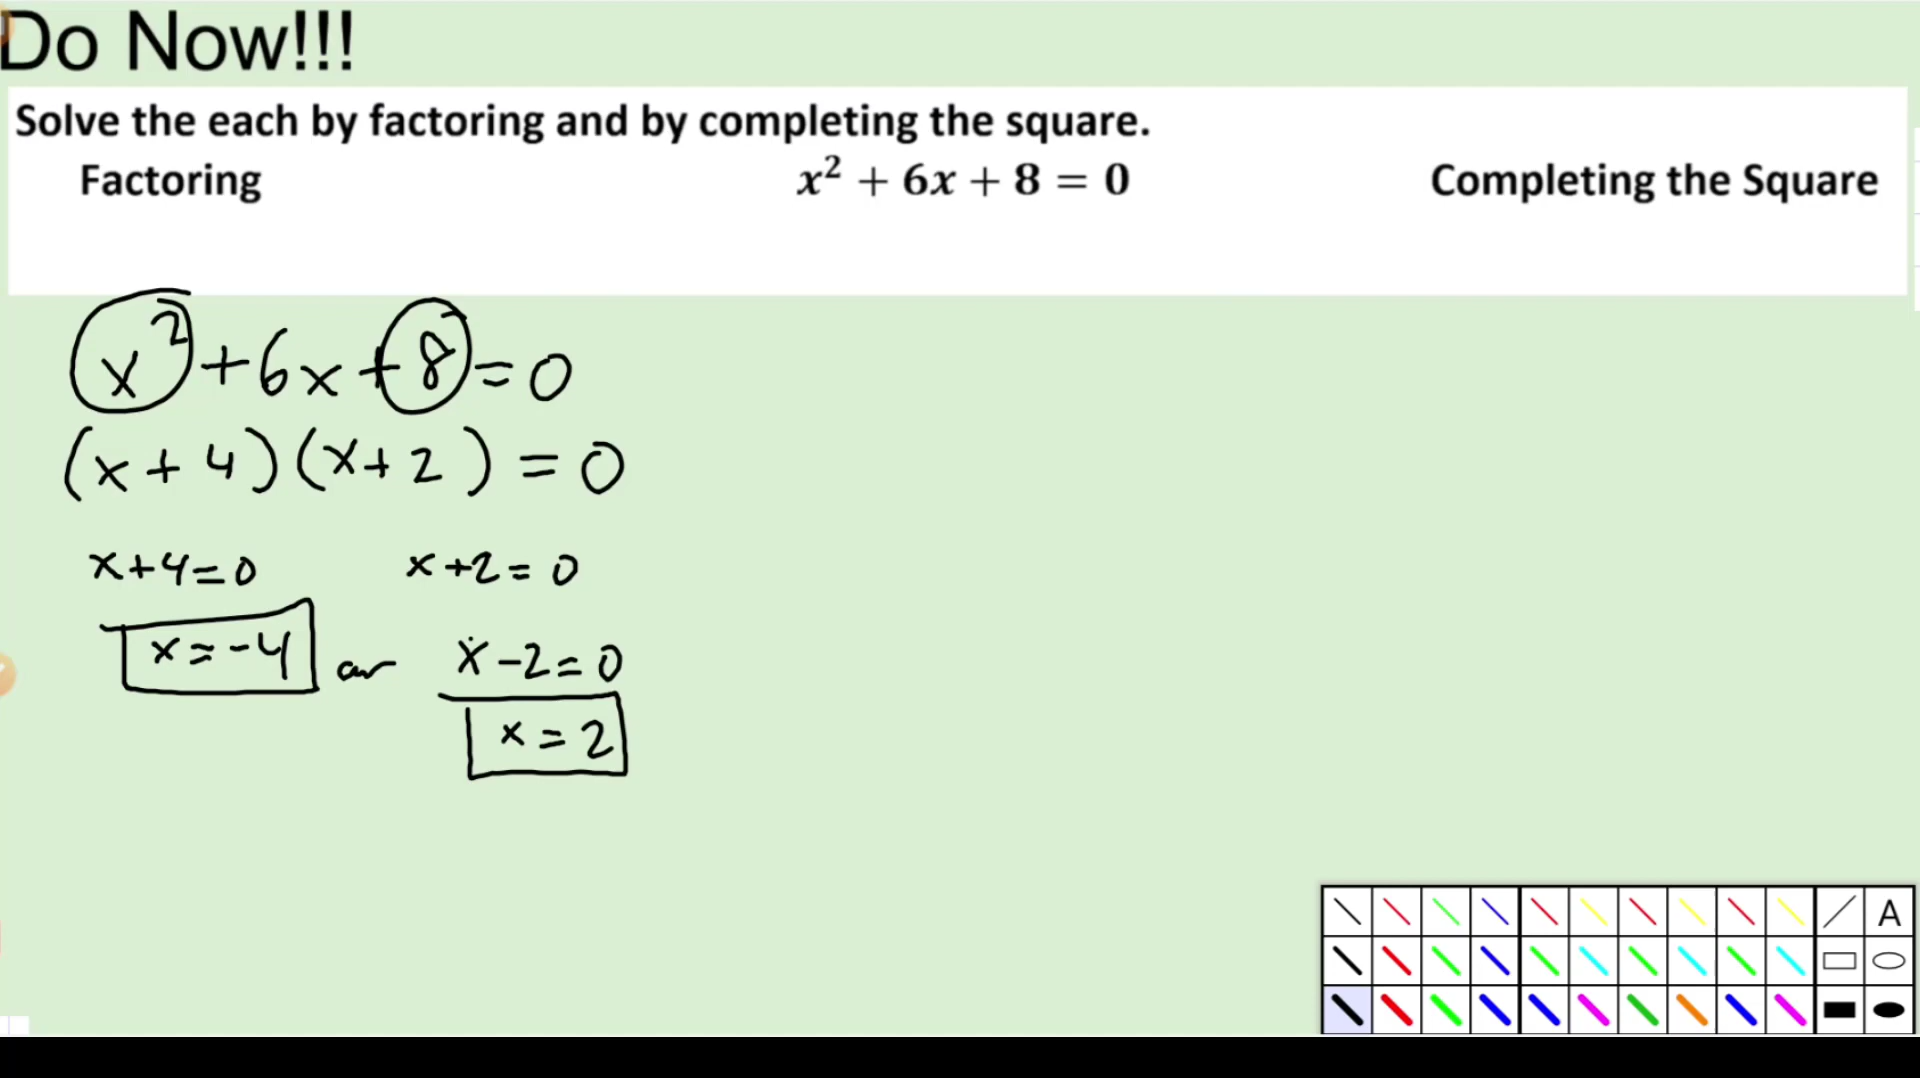 Do Now!!!
Solve the each by factoring and by completing the square.
Factoring x² + 6x + 8 = 0 Completing the Square
x² + 6x + 8 = 0
(x + 4)(x + 2) = 0
x + 4 = 0 x + 2 = 0
x = -4 or x - 2 = 0
x = 2
A